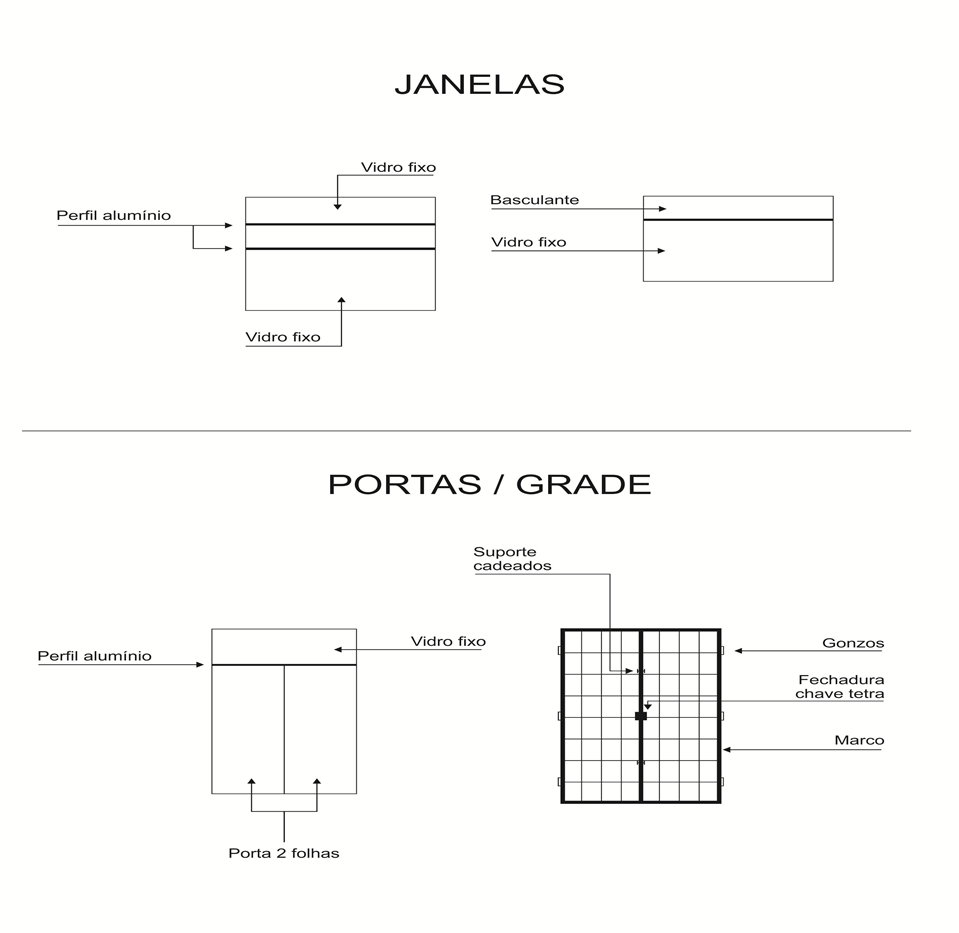 JANELAS
Vidro fixo
Perfil alumínio
Vidro fixo
Basculante
Vidro fixo
PORTAS / GRADE
Perfil alumínio
Vidro fixo
Porta 2 folhas
Suporte
cadeados
Gonzos
Fechadura
chave tetra
Marco